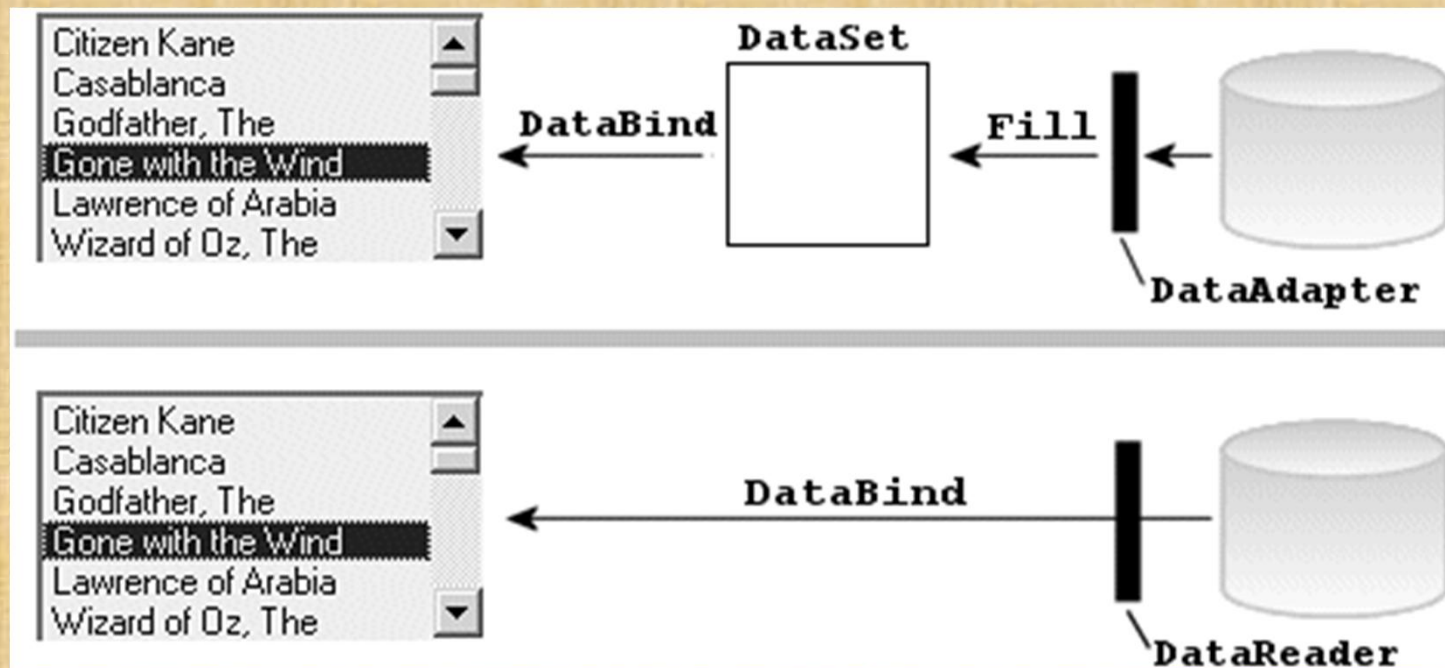 Citizen Kane
Casablanca
Godfather, The
Gone with the Wind
Lawrence of Arabia
Wizard of Oz, The
DataBind
DataSet
Fill
DataAdapter
Citizen Kane
Casablanca
Godfather, The
Gone with the Wind
Lawrence of Arabia
Wizard of Oz, The
DataBind
DataReader